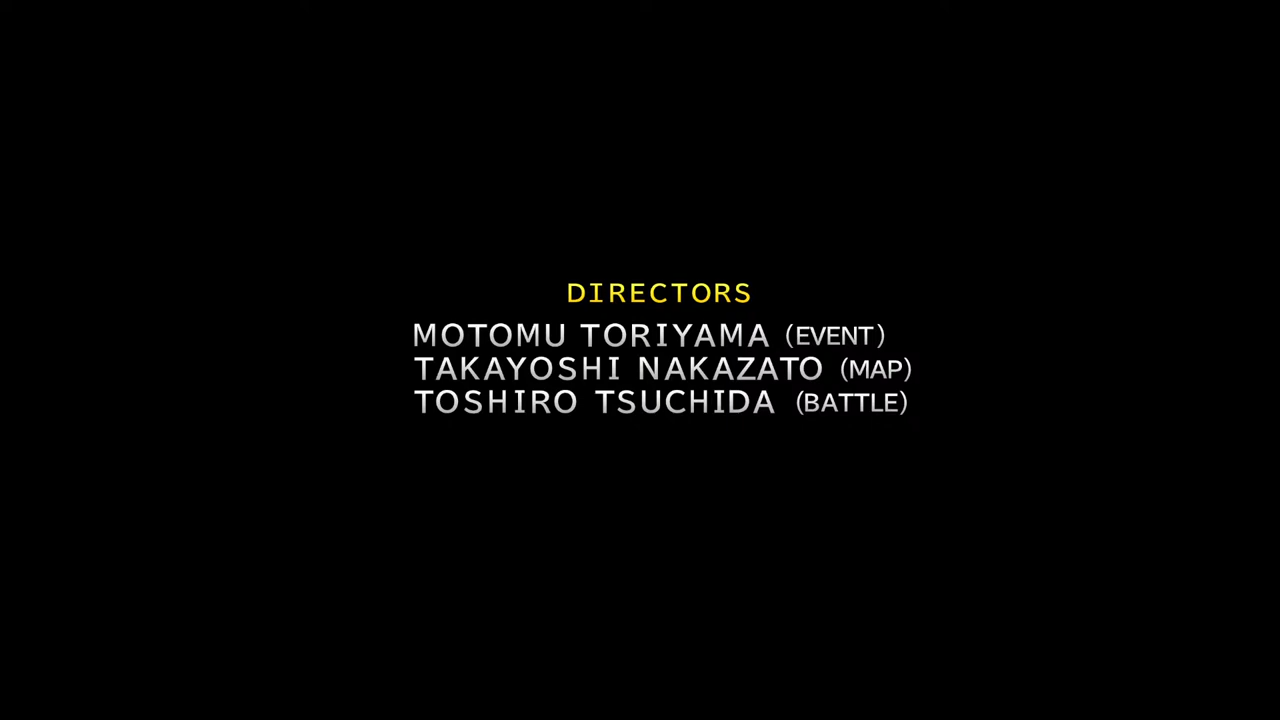 DIRECTORS
MOTOMU TORIYAMA (EVENT)
TAKAYOSHI NAKAZATO (MAP)
TOSHIRO TSUCHIDA (BATTLE)